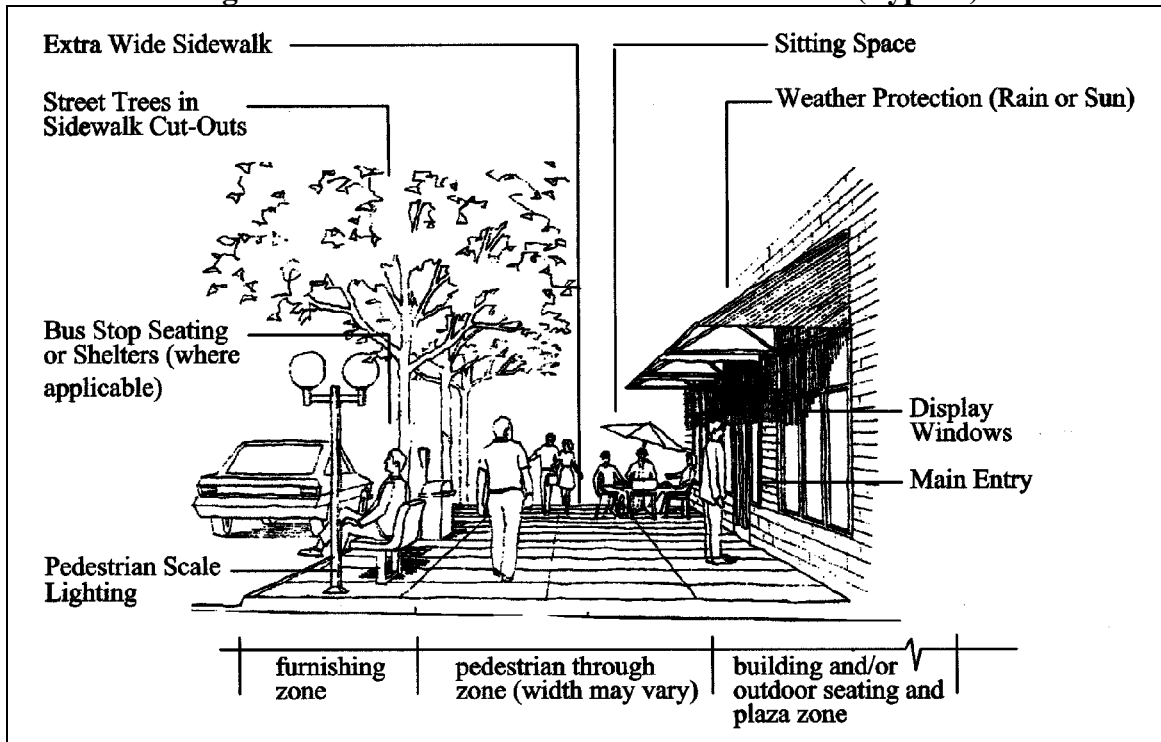 Extra Wide Sidewalk
Sitting Space
Street Trees in
Sidewalk Cut-Outs
Weather Protection (Rain or Sun)
Bus Stop Seating
or Shelters (where
applicable)
Display
Windows
Main Entry
Pedestrian Scale
Lighting
furnishing
zone
pedestrian through
zone (width may vary)
building and/or
outdoor seating and
plaza zone